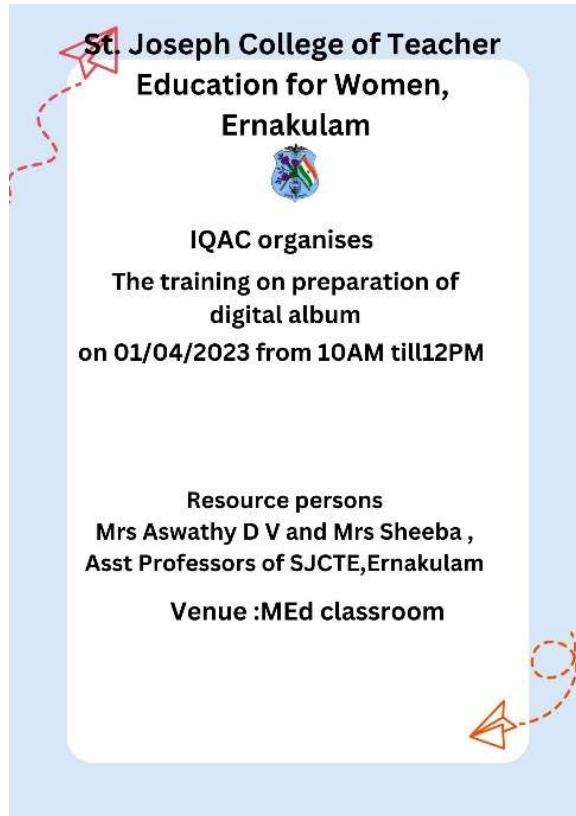 St. Joseph College of Teacher
Education for Women,
Ernakulam
IQAC organises
The training on preparation of
digital album
on 01/04/2023 from 10AM till12PM
Resource persons
Mrs Aswathy D V and Mrs Sheeba ,
Asst Professors of SJCTE,Ernakulam
Venue :MEd classroom